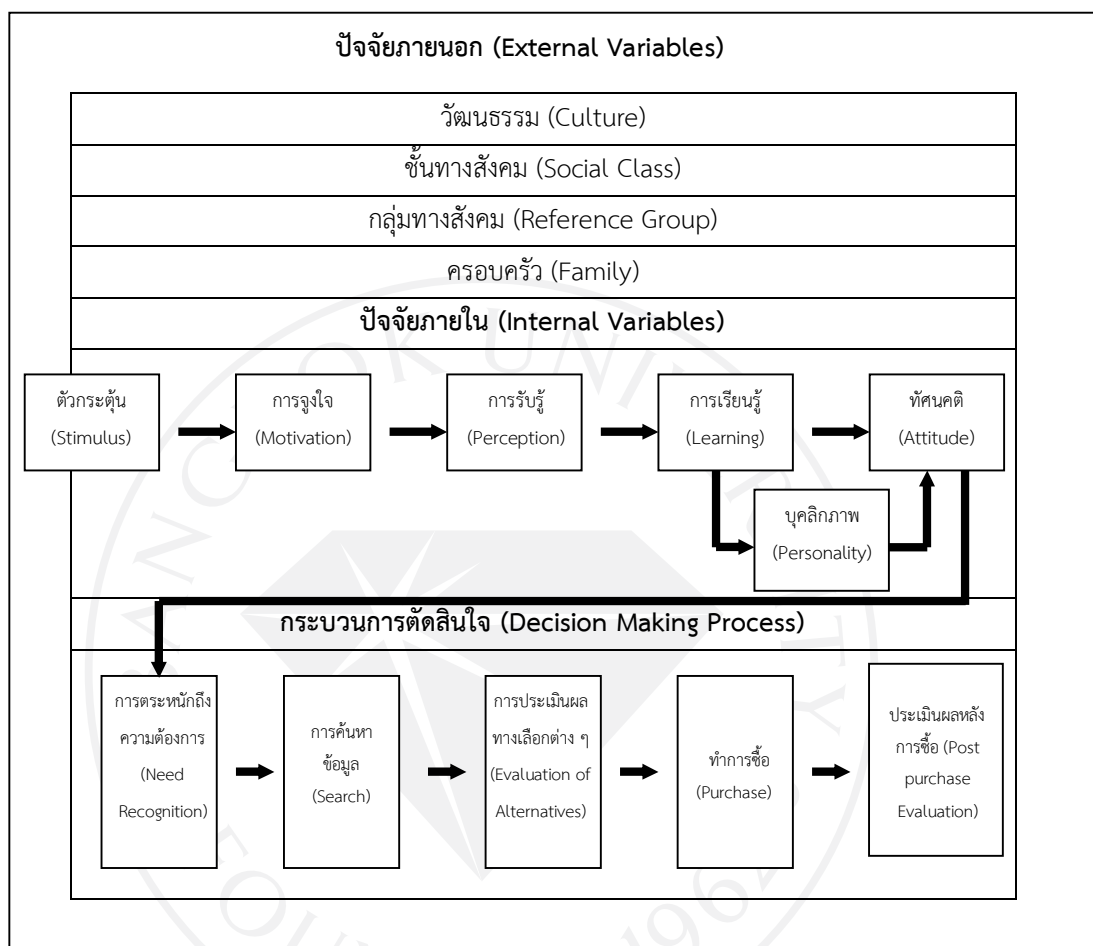 ปัจจัยภายนอก (External Variables)
วัฒนธรรม (Culture)
ชั้นทางสังคม (Social Class)
กลุ่มทางสังคม (Reference Group)
ครอบครัว (Family)
ปัจจัยภายใน (Internal Variables)
ตัวกระตุ้น
(Stimulus)
การจูงใจ
(Motivation)
การรับรู้
(Perception)
การเรียนรู้
(Learning)
ทัศนคติ
(Attitude)
บุคลิกภาพ
(Personality)
กระบวนการตัดสินใจ (Decision Making Process)
การตระหนักถึง
ความต้องการ
(Need
Recognition)
การค้นหา
ข้อมูล
(Search)
การประเมินผล
ทางเลือกต่าง ๆ
(Evaluation of
Alternatives)
ทำการซื้อ
(Purchase)
ประเมินผลหลัง
การซื้อ (Post
purchase
Evaluation)